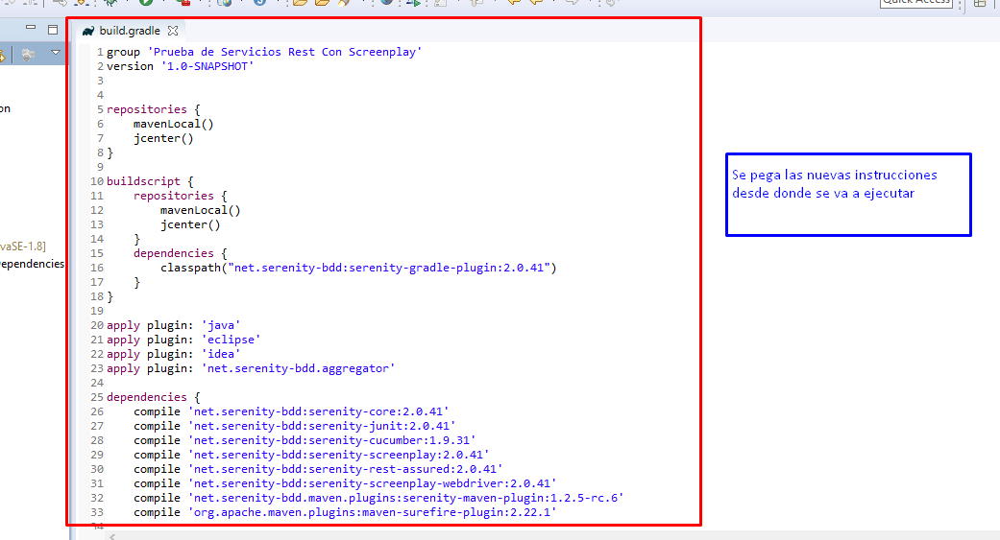 Quick Access
build.gradle
1 group 'Prueba de Servicios Rest Con Screenplay'
2 version '1.0-SNAPSHOT'
3
4
5 repositories {
6     mavenLocal()
7     jcenter()
8 }
9
10 buildscript {
11     repositories {
12         mavenLocal()
13         jcenter()
14     }
15     dependencies {
16         classpath("net.serenity-bdd:serenity-gradle-plugin:2.0.41")
17     }
18 }
19
20 apply plugin: 'java'
21 apply plugin: 'eclipse'
22 apply plugin: 'idea'
23 apply plugin: 'net.serenity-bdd.aggregator'
24
25 dependencies {
26     compile 'net.serenity-bdd:serenity-core:2.0.41'
27     compile 'net.serenity-bdd:serenity-junit:2.0.41'
28     compile 'net.serenity-bdd:serenity-cucumber:1.9.31'
29     compile 'net.serenity-bdd:serenity-screenplay:2.0.41'
30     compile 'net.serenity-bdd:serenity-rest-assured:2.0.41'
31     compile 'net.serenity-bdd:serenity-screenplay-webdriver:2.0.41'
32     compile 'net.serenity-bdd.maven.plugins:serenity-maven-plugin:1.2.5-rc.6'
33     compile 'org.apache.maven.plugins:maven-surefire-plugin:2.22.1'
on
vaSE-1.8]
ependencies
Se pega las nuevas instrucciones
desde donde se va a ejecutar